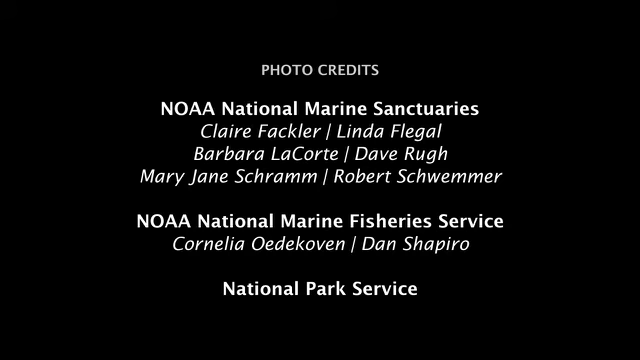 PHOTO CREDITS
NOAA National Marine Sanctuaries
Claire Fackler | Linda Flegal
Barbara LaCorte | Dave Rugh
Mary Jane Schramm | Robert Schwemmer
NOAA National Marine Fisheries Service
Cornelia Oedekoven | Dan Shapiro
National Park Service